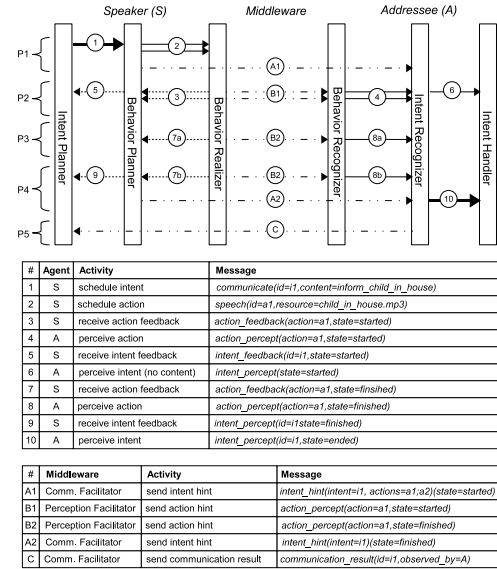 Speaker (S) Middleware Addressee (A)
1 2
P1
A1
5 3 B1 4 6
P2
7a B2 8a
P3
9 7b B2 8b
P4
A2 10
C
P5
Intent Planner
Behavior Planner
Behavior Realizer
Behavior Recognizer
Intent Recognizer
Intent Handler
# Agent Activity Message
1 S schedule intent communicate(id=i1,content=inform_child_in_house)
2 S schedule action speech(id=a1,resource=child_in_house.mp3)
3 S receive action feedback action_feedback(action=a1,state=started)
4 A perceive action action_percept(action=a1,state=started)
5 S receive intent feedback intent_feedback(id=i1,state=started)
6 A perceive intent (no content) intent_percept(state=started)
7 S receive action feedback action_feedback(action=a1,state=finsihed)
8 A perceive action action_percept(action=a1,state=finished)
9 S receive intent feedback intent_percept(id=i1state=finished)
10 A perceive intent intent_percept(id=i1,state=ended)
# Middleware Activity Message
A1 Comm. Facilitator send intent hint intent_hint(intent=i1, actions=a1;a2)(state=started)
B1 Perception Facilitator send action hint action_percept(action=a1,state=started)
B2 Perception Facilitator send action hint action_percept(action=a1,state=finished)
A2 Comm. Facilitator send intent hint intent_hint(intent=i1)(state=finished)
C Comm. Facilitator send communication result communication_result(id=i1,observed_by=A)